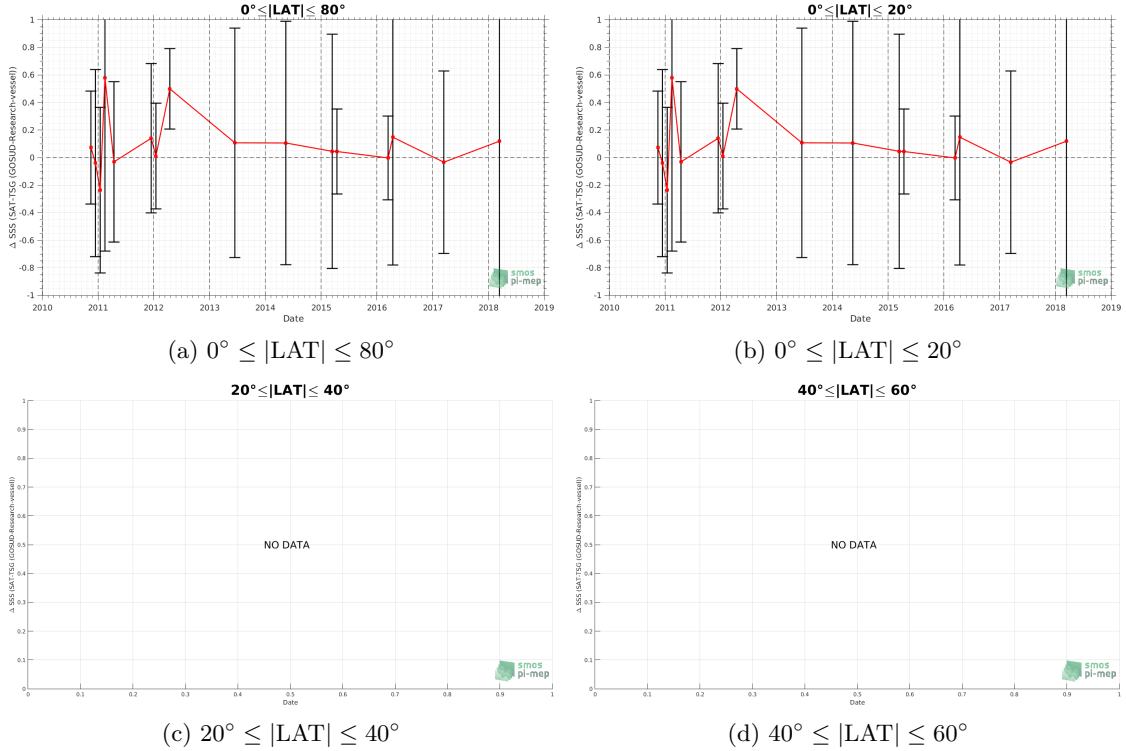 0°≤|LAT|≤ 80°
Δ SSS (SAT-TSG (GOSUD-Research-vessel))
1
0.8
0.6
0.4
0.2
0
-0.2
-0.4
-0.6
-0.8
-1
2010 2011 2012 2013 2014 2015 2016 2017 2018 2019
Date
smos
pi-mep
(a) 0° ≤ |LAT| ≤ 80°
0°≤|LAT|≤ 20°
Δ SSS (SAT-TSG (GOSUD-Research-vessel))
1
0.8
0.6
0.4
0.2
0
-0.2
-0.4
-0.6
-0.8
-1
2010 2011 2012 2013 2014 2015 2016 2017 2018 2019
Date
smos
pi-mep
(b) 0° ≤ |LAT| ≤ 20°
20°≤|LAT|≤ 40°
Δ SSS (SAT-TSG (GOSUD-Research-vessel))
1
0.9
0.8
0.7
0.6
0.5
0.4
0.3
0.2
0.1
0
NO DATA
0 0.1 0.2 0.3 0.4 0.5 0.6 0.7 0.8 0.9 1
Date
smos
pi-mep
(c) 20° ≤ |LAT| ≤ 40°
40°≤|LAT|≤ 60°
Δ SSS (SAT-TSG (GOSUD-Research-vessel))
1
0.9
0.8
0.7
0.6
0.5
0.4
0.3
0.2
0.1
0
NO DATA
0 0.1 0.2 0.3 0.4 0.5 0.6 0.7 0.8 0.9 1
Date
smos
pi-mep
(d) 40° ≤ |LAT| ≤ 60°